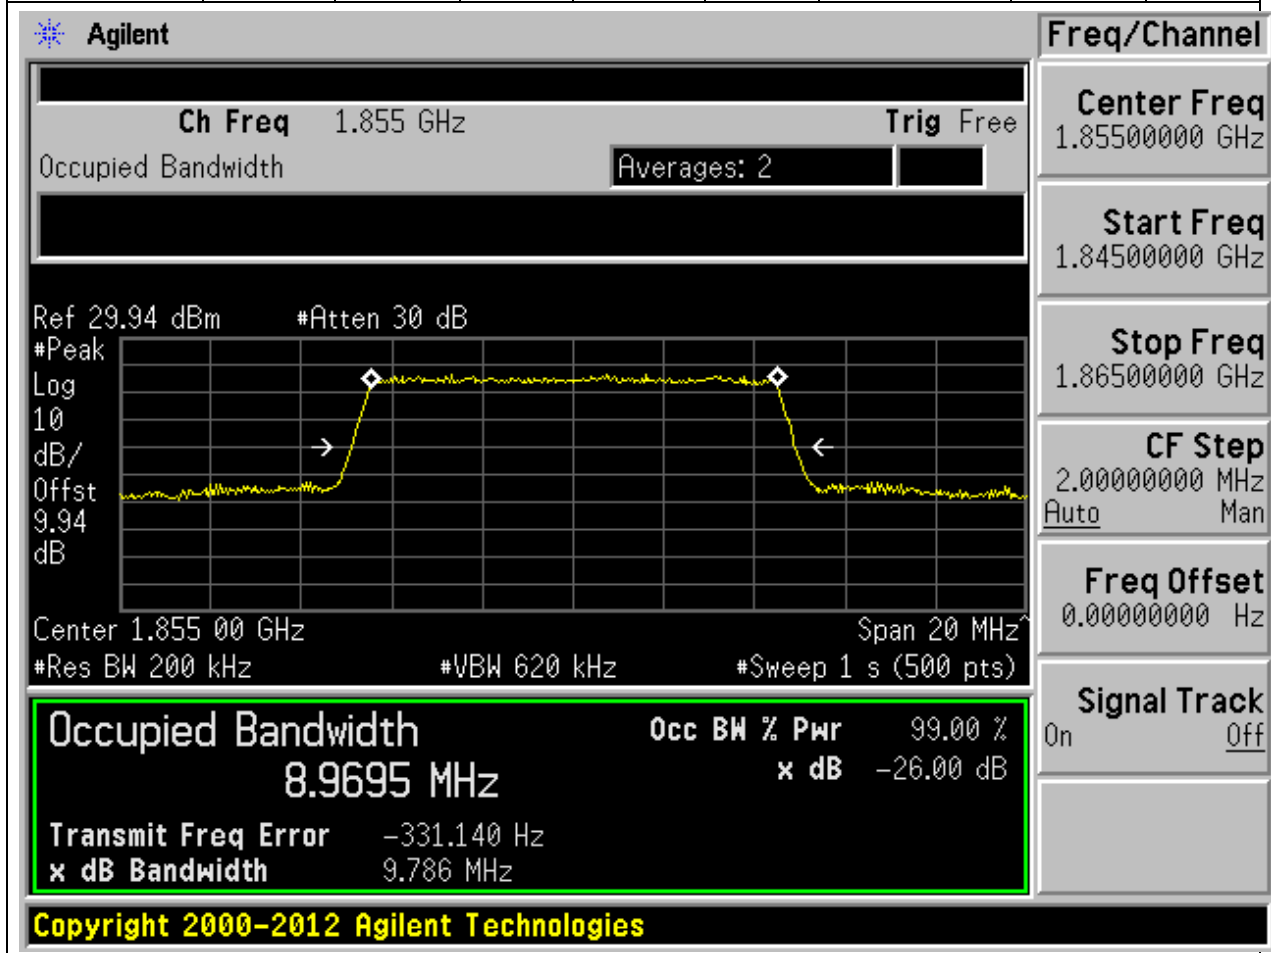 Agilent
Freq/Channel
Ch Freq 1.855 GHz Trig Free
Occupied Bandwidth Averages: 2
Ref 29.94 dBm #Atten 30 dB
#Peak
Log
10
dB/
Offst
9.94
dB
Center 1.855 00 GHz Span 20 MHz^
#Res BW 200 kHz #VBW 620 kHz #Sweep 1 s (500 pts)
Occupied Bandwidth
8.9695 MHz
Occ BW % Pwr 99.00 %
x dB -26.00 dB
Transmit Freq Error -331.140 Hz
x dB Bandwidth 9.786 MHz
Copyright 2000-2012 Agilent Technologies
Center Freq
1.85500000 GHz
Start Freq
1.84500000 GHz
Stop Freq
1.86500000 GHz
CF Step
2.00000000 MHz
Auto Man
Freq Offset
0.00000000 Hz
Signal Track
On Off